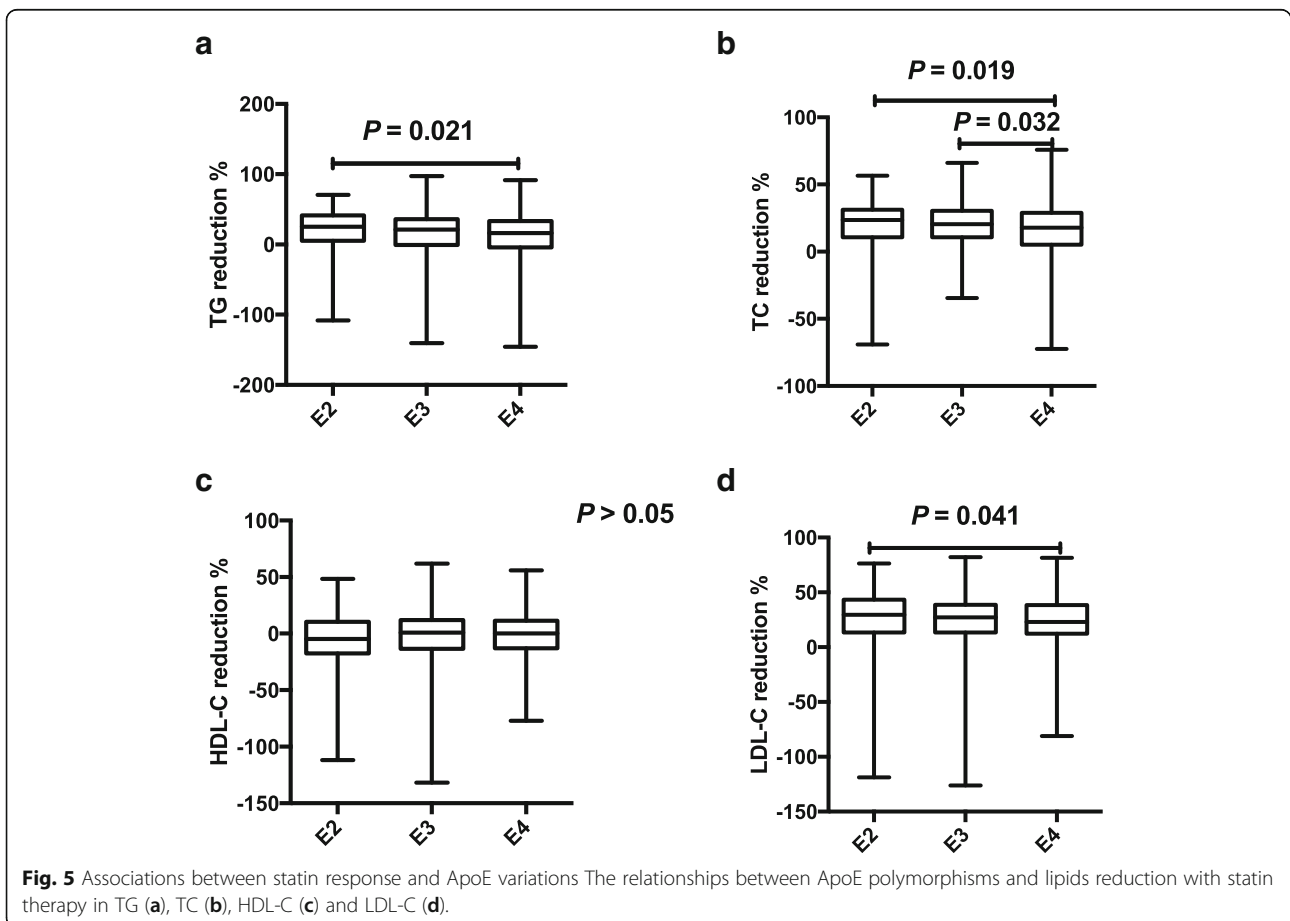 a
P = 0.021
TG reduction %
200
100
0
-100
-200
E2
E3
E4
b
P = 0.019
P = 0.032
TC reduction %
100
50
0
-50
-100
E2
E3
E4
c
P > 0.05
HDL-C reduction %
100
50
0
-50
-100
-150
E2
E3
E4
d
P = 0.041
LDL-C reduction %
100
50
0
-50
-100
-150
E2
E3
E4
Fig. 5 Associations between statin response and ApoE variations The relationships between ApoE polymorphisms and lipids reduction with statin
therapy in TG (a), TC (b), HDL-C (c) and LDL-C (d).